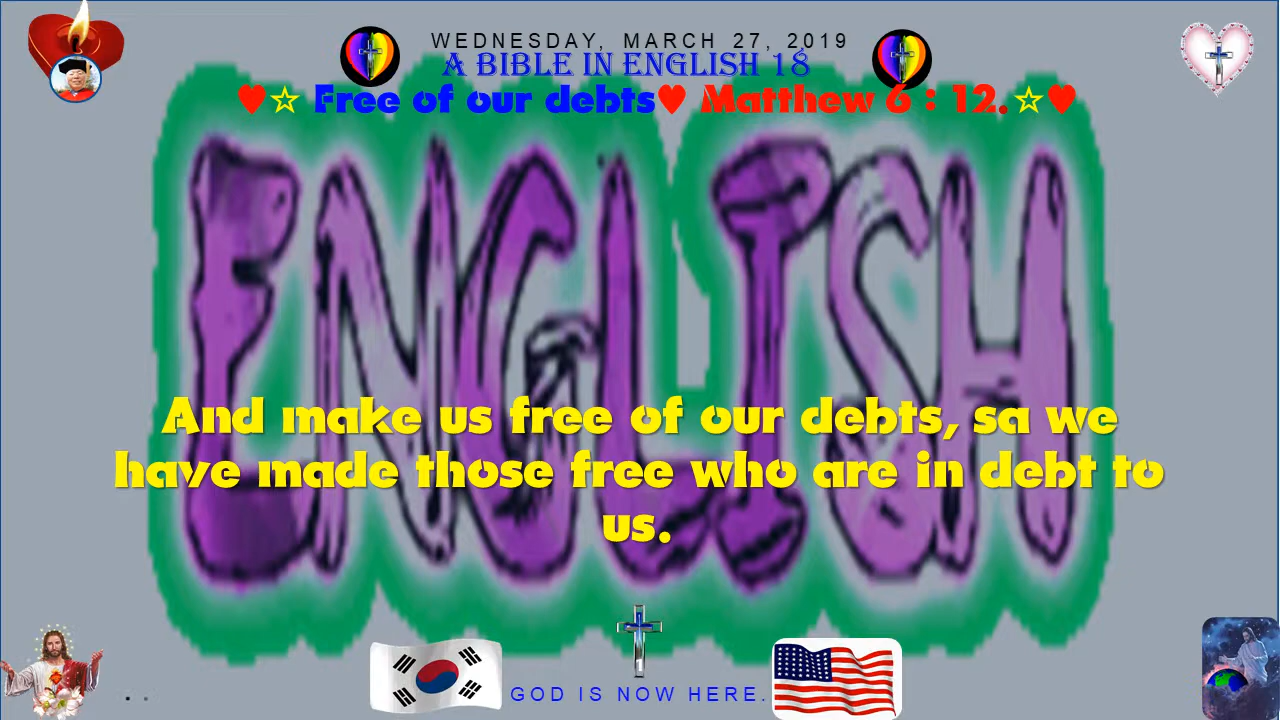 WEDNESDAY, MARCH 27, 2019
A BIBLE IN ENGLISH 18
♥☆ Free of our debts♥ Matthew 6 : 12.☆♥
ENGLISH
And make us free of our debts, sa we
have made those free who are in debt to
us.
GOD IS NOW HERE.